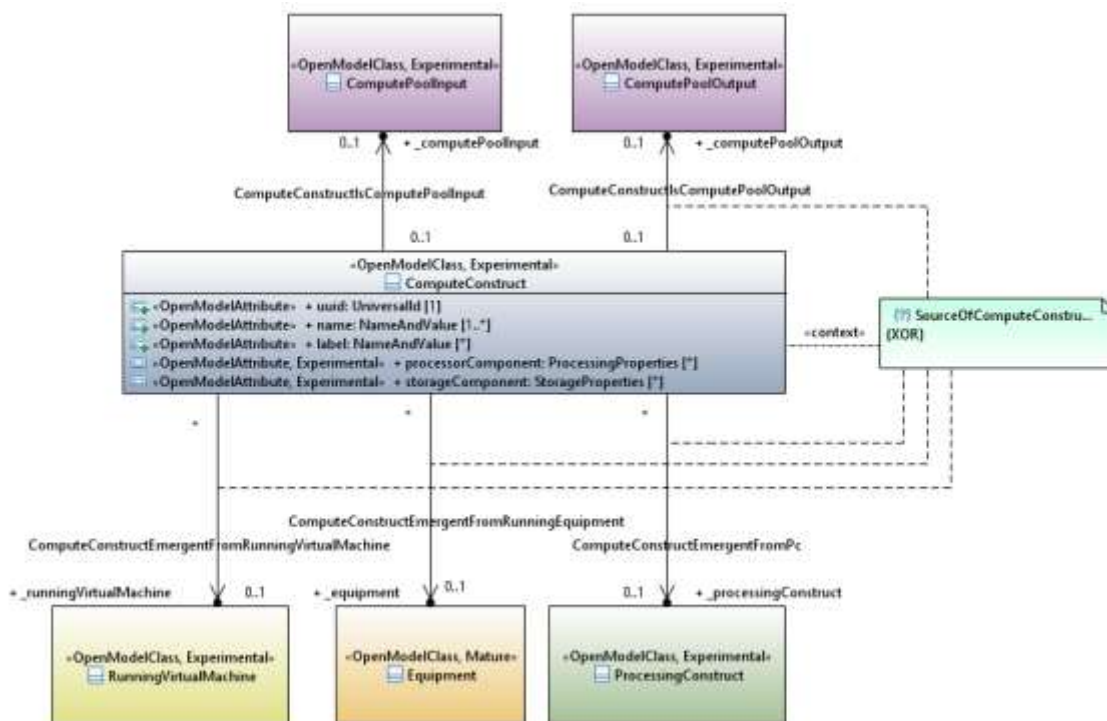 «OpenModelClass, Experimental»
ComputePoolInput
«OpenModelClass, Experimental»
ComputePoolOutput
0..1
+ _computePoolInput
0..1
+ _computePoolOutput
ComputeConstructIsComputePoolInput
ComputeConstructIsComputePoolOutput
0..1
0..1
«OpenModelClass, Experimental»
ComputeConstruct
«OpenModelAttribute» + uuid: UniversalId [1]
«OpenModelAttribute» + name: NameAndValue [1..*]
«OpenModelAttribute» + label: NameAndValue [*]
«OpenModelAttribute, Experimental» + processorComponent: ProcessingProperties [*]
«OpenModelAttribute, Experimental» + storageComponent: StorageProperties [*]
«context»
{?} SourceOfComputeConstru...
{XOR}
*
*
*
ComputeConstructEmergentFromRunningEquipment
ComputeConstructEmergentFromRunningVirtualMachine
ComputeConstructEmergentFromPc
+ _runningVirtualMachine
0..1
+ _equipment
0..1
0..1
+ _processingConstruct
«OpenModelClass, Experimental»
RunningVirtualMachine
«OpenModelClass, Mature»
Equipment
«OpenModelClass, Experimental»
ProcessingConstruct